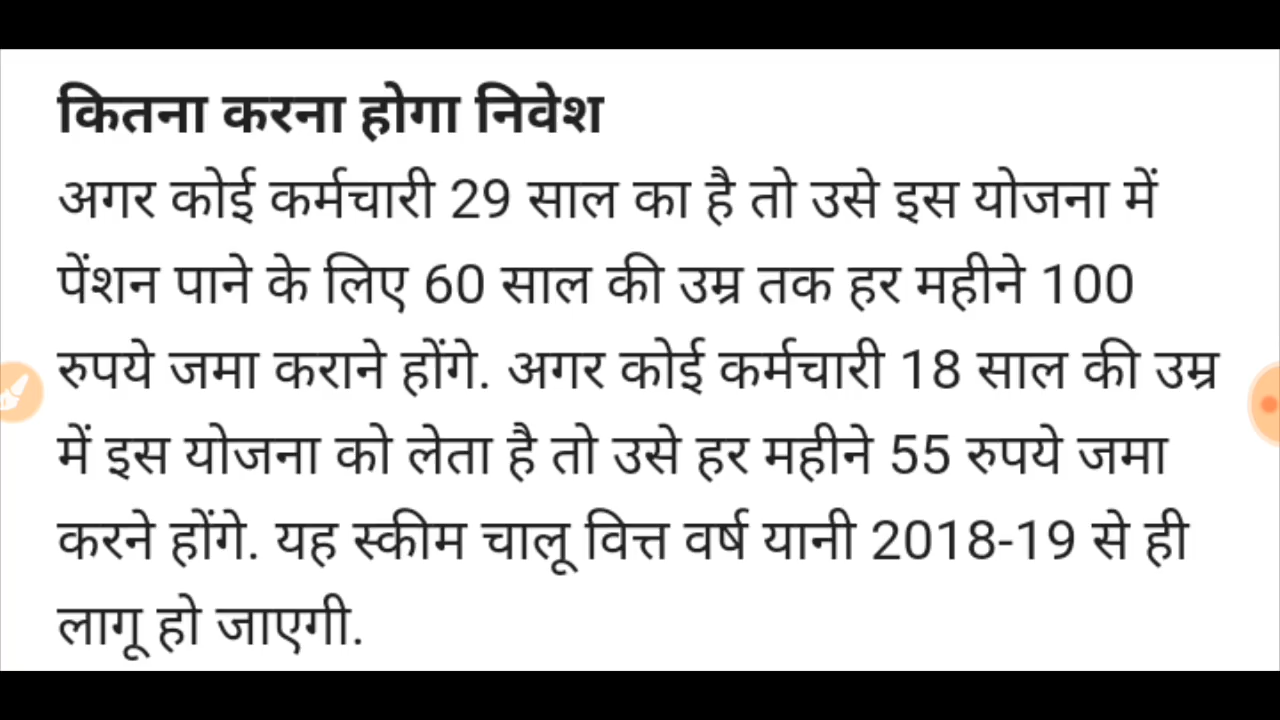 कितना करना होगा निवेश
अगर कोई कर्मचारी 29 साल का है तो उसे इस योजना में
पेंशन पाने के लिए 60 साल की उम्र तक हर महीने 100
रुपये जमा कराने होंगे. अगर कोई कर्मचारी 18 साल की उम्र
में इस योजना को लेता है तो उसे हर महीने 55 रुपये जमा
करने होंगे. यह स्कीम चालू वित्त वर्ष यानी 2018-19 से ही
लागू हो जाएगी.